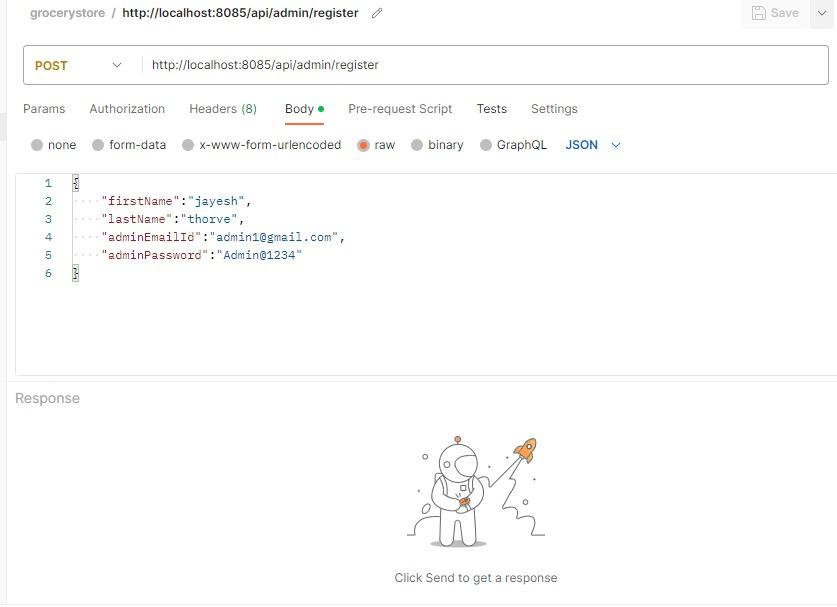 grocerystore / http://localhost:8085/api/admin/register Save
POST http://localhost:8085/api/admin/register
Params Authorization Headers (8) Body Pre-request Script Tests Settings
none form-data x-www-form-urlencoded raw binary GraphQL JSON
1 {
2 "firstName":"jayesh",
3 "lastName":"thorve",
4 "adminEmailId":"admin1@gmail.com",
5 "adminPassword":"Admin@1234"
6 }
Response
Click Send to get a response